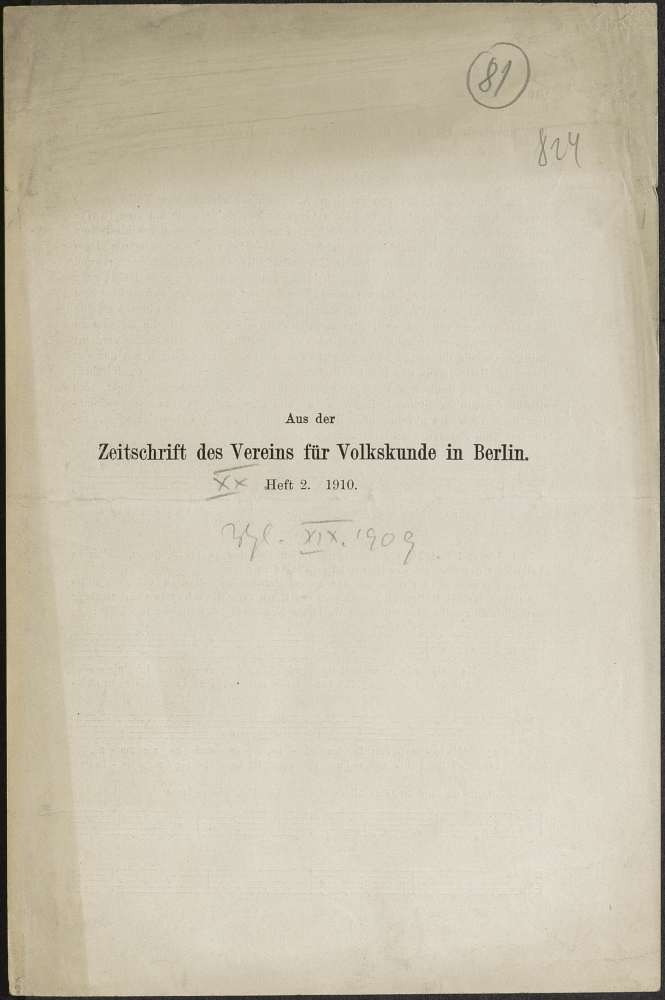 81
824
Aus der
Zeitschrift des Vereins für Volkskunde in Berlin.
XX Heft 2. 1910.
Vgl. XIX. 1909